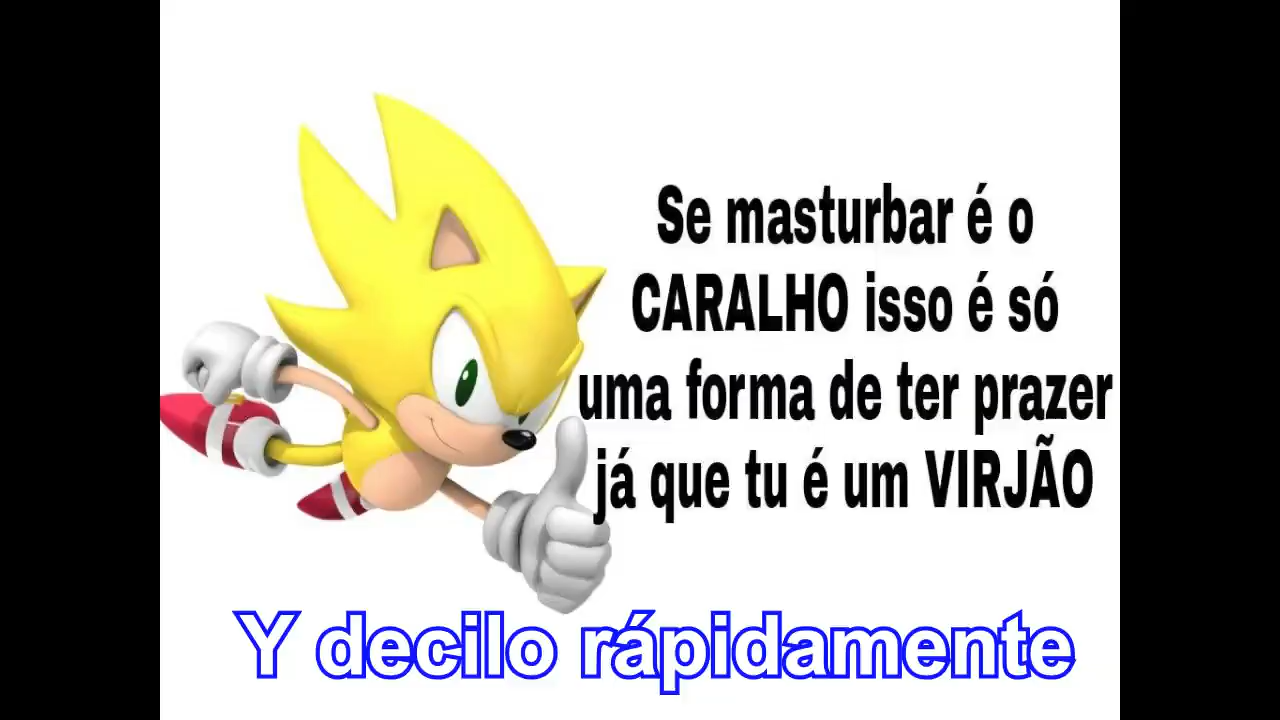 Se masturbar é o
CARALHO isso é só
uma forma de ter prazer
já que tu é um VIRJÃO
Y decilo rápidamente